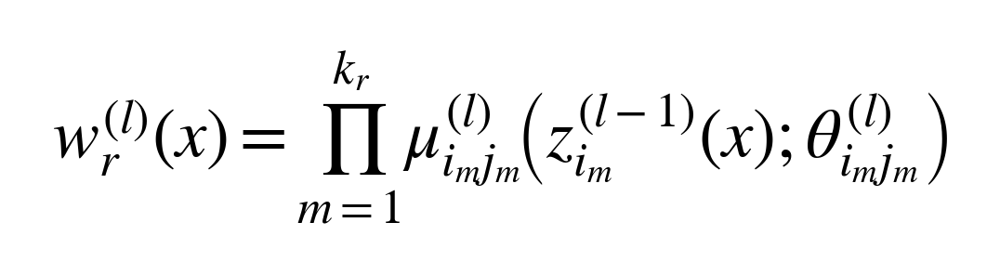 $w_r^{(l)}(x) = \prod_{m=1}^{k_r} \mu_{i_m j_m}^{(l)} \left( z_{i_m}^{(l-1)}(x); \theta_{i_m j_m}^{(l)} \right)$